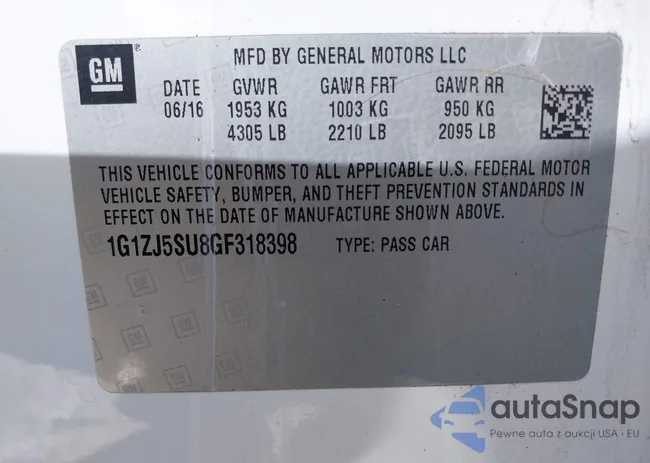 GM
MFD BY GENERAL MOTORS LLC
DATE GVWR GAWR FRT GAWR RR
06/16 1953 KG 1003 KG 950 KG
4305 LB 2210 LB 2095 LB
THIS VEHICLE CONFORMS TO ALL APPLICABLE U.S. FEDERAL MOTOR
VEHICLE SAFETY, BUMPER, AND THEFT PREVENTION STANDARDS IN
EFFECT ON THE DATE OF MANUFACTURE SHOWN ABOVE.
1G1ZJ5SU8GF318398 TYPE: PASS CAR
autaSnap
Pewne auta z aukcji USA i EU